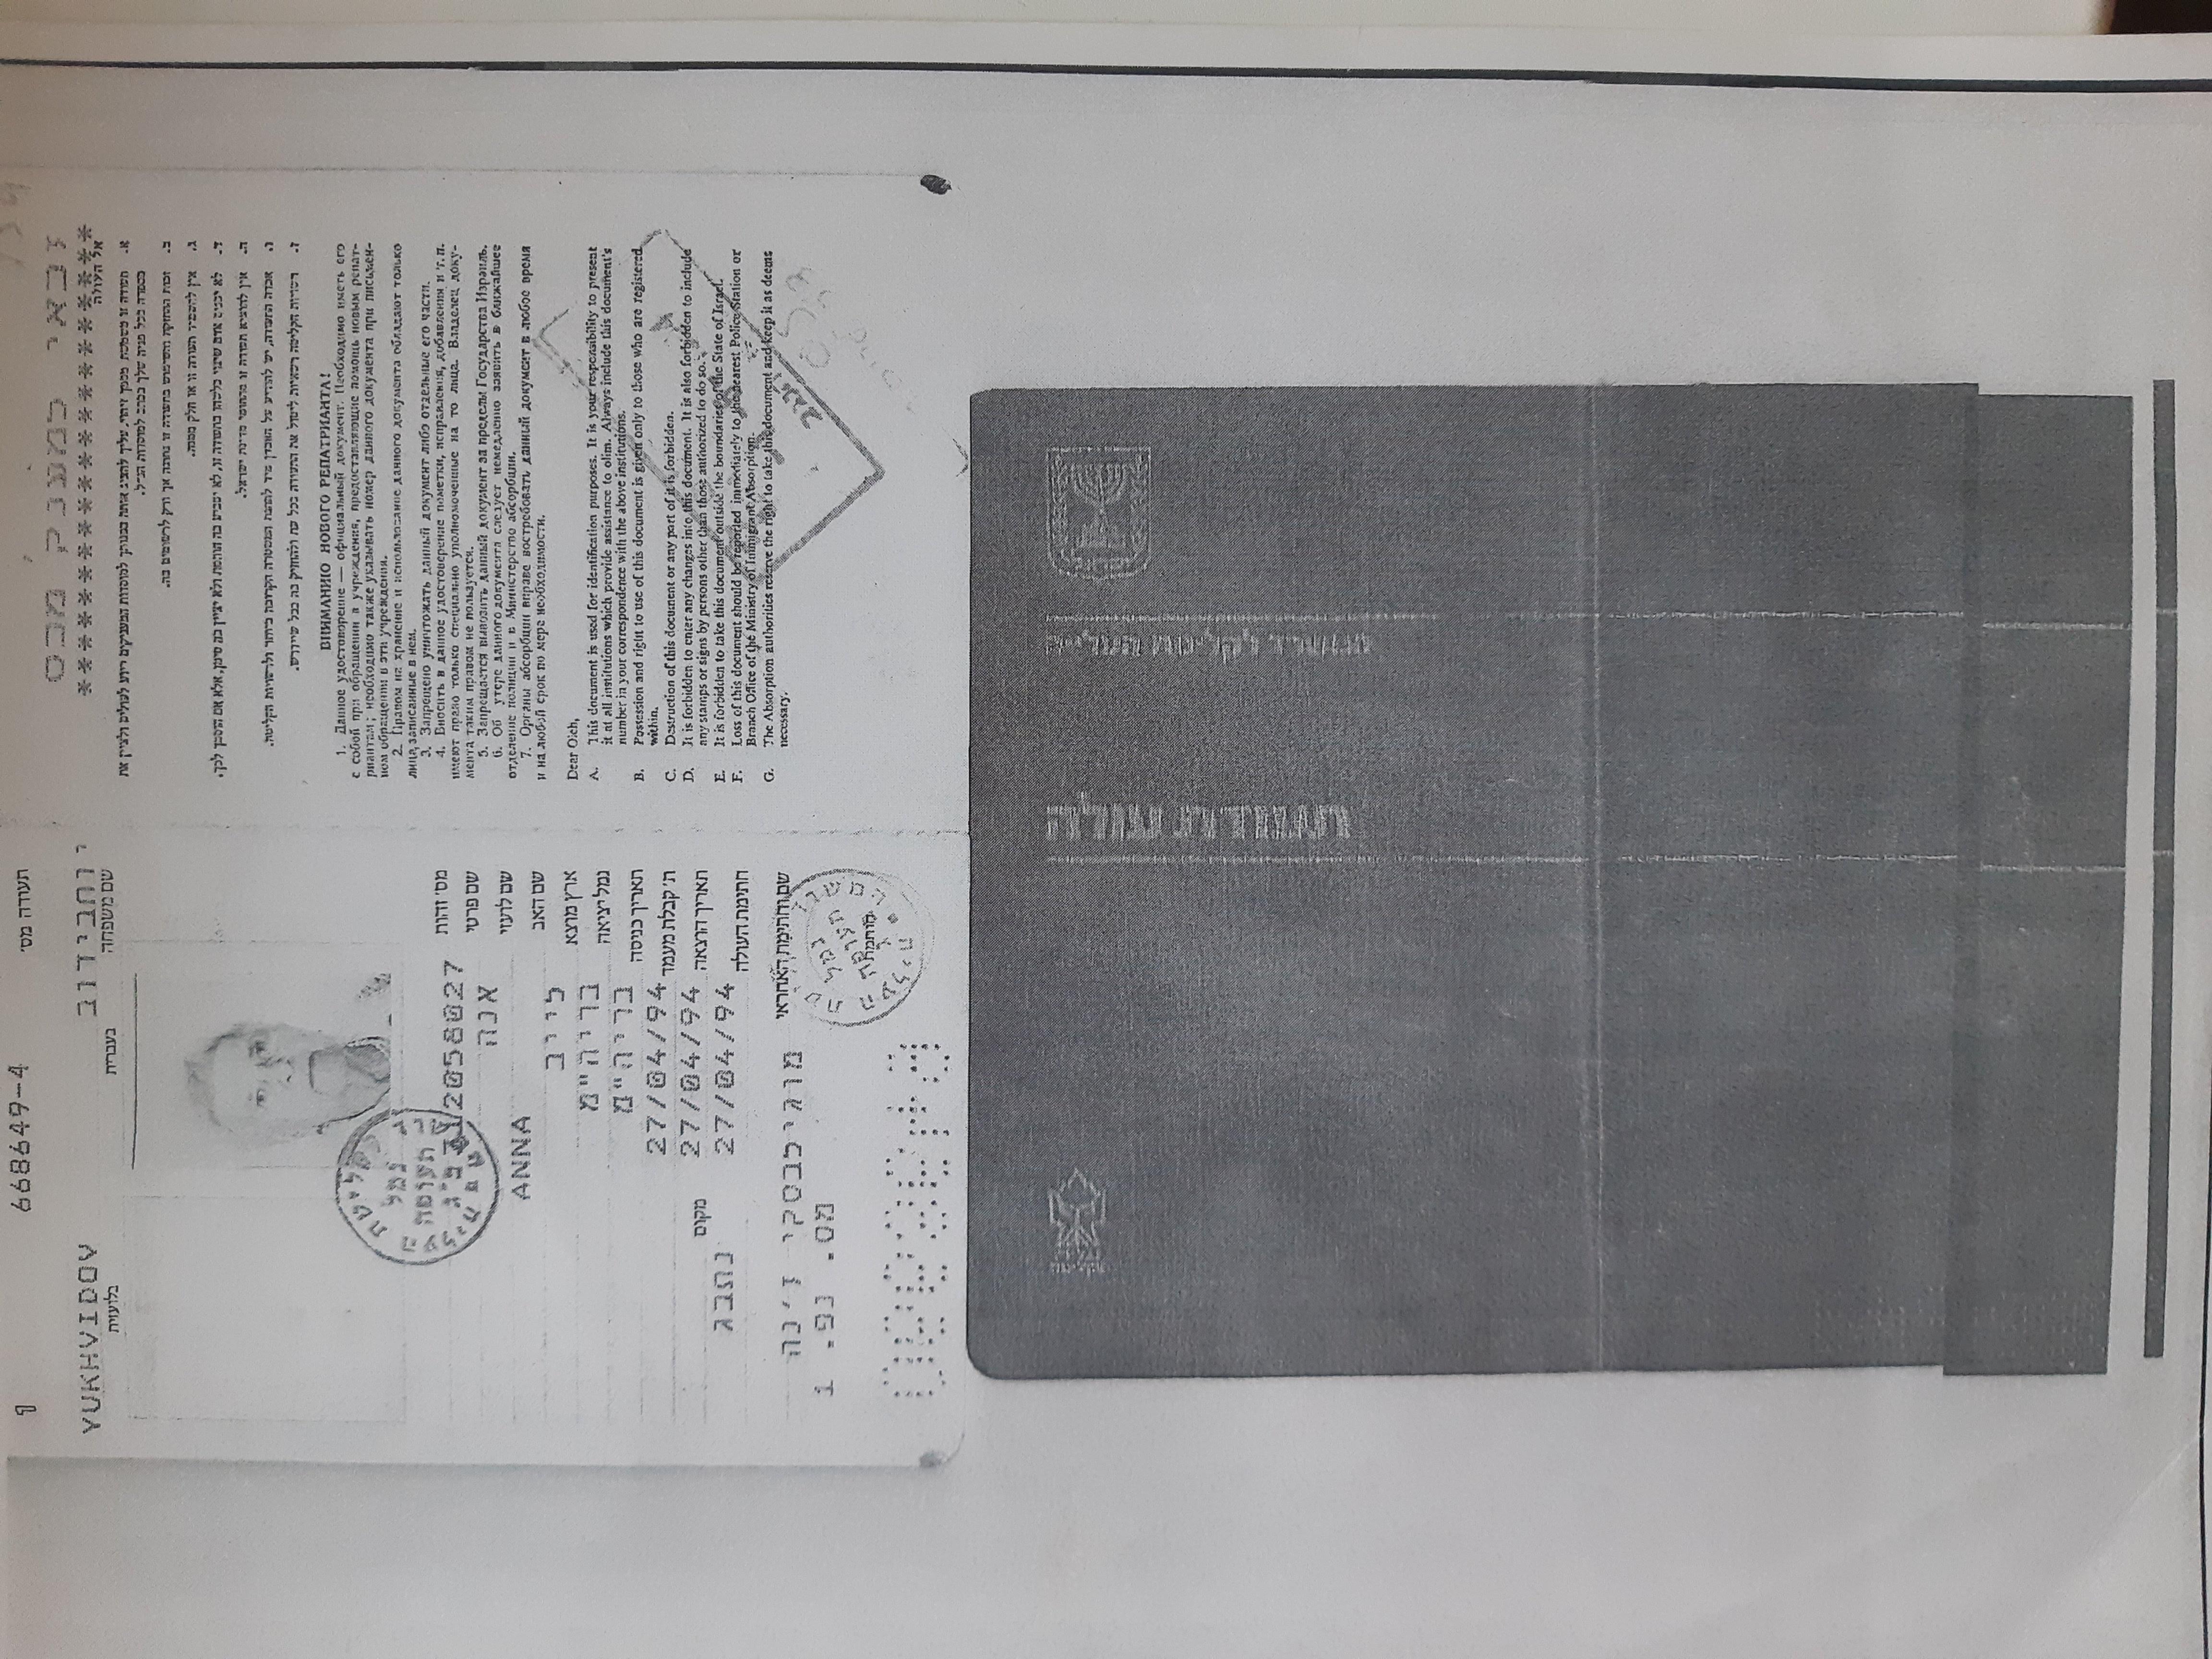 1
668649-4 תעודה מס׳
YUKHVIDOV יוחבידוב
בלועזית בעברית שם משפחה
מס׳ זהות 312058027
שם פרטי אנה
שם לועזי ANNA
שם האב לייב
ארץ מוצא בריה"מ
נמל יציאה בריה"מ
תאריך כניסה 27/04/94
ת׳ קבלת מעמד 27/04/94
תאריך הוצאה 27/04/94 מקום נתבג
חתימת העולה
שם וחתימת האחראי מוגילבסקי ז'נה
מס. נפ. 1
חותמת
נמל
תעופה
זכאי למענק מכס
********************
אל העולה
א. תעודה זו משמשת מסמך זיהוי. עליך להציג אותה בפנותך למוסדות המעניקים סיוע לעולים ולציין את
מספרה בכל פניה שלך בכתב למוסדות הנ״ל.
ב. זכות ההחזקה והשימוש בתעודה זו נתונה אך ורק לרשומים בה.
ג. אין להשמיד תעודה זו או חלק ממנה.
ד. לא יכניס אדם שינוי כלשהו בתעודה זו, לא יטביע בה חותמת ולא יציין בה סימן, אלא אם הוסמך לכך.
ה. אין להוציא תעודה זו מתחומי מדינת ישראל.
ו. אבדה התעודה, יש להודיע על האבדן מיד לתחנת המשטרה הקרובה ביותר ולרשויות הקליטה.
ז. רשויות הקליטה רשאיות ליטול את התעודה בכל עת ולהחזיק בה ככל שיידרש.
ВНИМАНИЮ НОВОГО РЕПАТРИАНТА!
1. Данное удостоверение — официальный документ. Необходимо иметь его
с собой при обращении в учреждения, предоставляющие помощь новым репат-
риантам; необходимо также указывать номер данного документа при письмен-
ном обращении в эти учреждения.
2. Правом на хранение и использование данного документа обладают только
лица, записанные в нем.
3. Запрещено уничтожать данный документ либо отдельные его части.
4. Вносить в данное удостоверение пометки, исправления, добавления и т. п.
имеют право только специально уполномоченные на то лица. Владелец доку-
мента таким правом не пользуется.
5. Запрещается вывозить данный документ за пределы Государства Израиль.
6. Об утере данного документа следует немедленно заявить в ближайшее
отделение полиции и в Министерство абсорбции.
7. Органы абсорбции вправе востребовать данный документ в любое время
и на любой срок по мере необходимости.
Dear Oleh,
A. This document is used for identification purposes. It is your responsibility to present
it at all institutions which provide assistance to olim. Always include this document's
number in your correspondence with the above institutions.
B. Possession and right to use of this document is given only to those who are registered
within.
C. Destruction of this document or any part of it is forbidden.
D. It is forbidden to enter any changes into this document. It is also forbidden to include
any stamps or signs by persons other than those authorized to do so.
E. It is forbidden to take this document outside the boundaries of the State of Israel.
F. Loss of this document should be reported immediately to the nearest Police Station or
Branch Office of the Ministry of Immigrant Absorption.
G. The Absorption authorities reserve the right to take this document and keep it as deems
necessary.